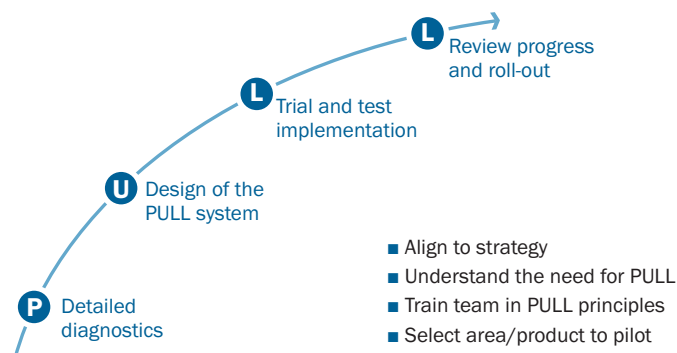 L
Review progress
and roll-out
L
Trial and test
implementation
U
Design of the
PULL system
P
Detailed
diagnostics
■ Align to strategy
■ Understand the need for PULL
■ Train team in PULL principles
■ Select area/product to pilot